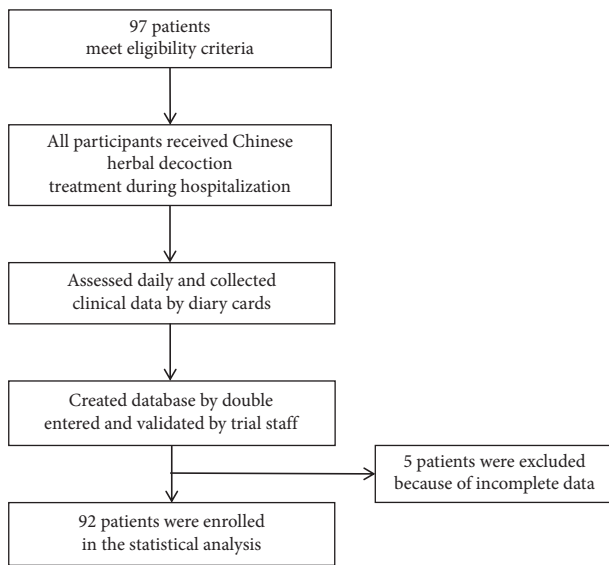 97 patients
meet eligibility criteria
All participants received Chinese
herbal decoction
treatment during hospitalization
Assessed daily and collected
clinical data by diary cards
Created database by double
entered and validated by trial staff
5 patients were excluded
because of incomplete data
92 patients were enrolled
in the statistical analysis